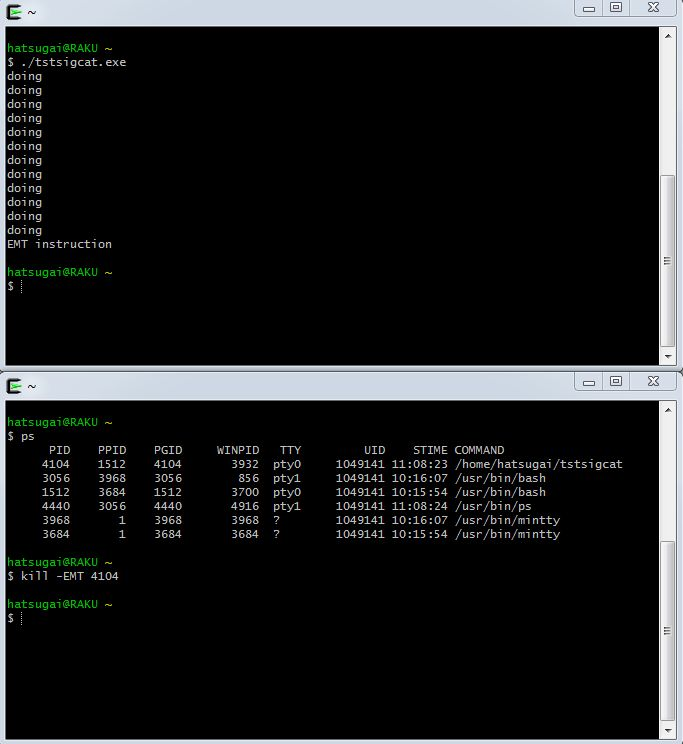 ~
hatsugai@RAKU ~
$ ./tstsigcat.exe
doing
doing
doing
doing
doing
doing
doing
doing
doing
doing
doing
doing
EMT instruction
hatsugai@RAKU ~
$
~
hatsugai@RAKU ~
$ ps
PID PPID PGID WINPID TTY UID STIME COMMAND
4104 1512 4104 3932 pty0 1049141 11:08:23 /home/hatsugai/tstsigcat
3056 3968 3056 856 pty1 1049141 10:16:07 /usr/bin/bash
1512 3684 1512 3700 pty0 1049141 10:15:54 /usr/bin/bash
4440 3056 4440 4916 pty1 1049141 11:08:24 /usr/bin/ps
3968 1 3968 3968 ? 1049141 10:16:07 /usr/bin/mintty
3684 1 3684 3684 ? 1049141 10:15:54 /usr/bin/mintty
hatsugai@RAKU ~
$ kill -EMT 4104
hatsugai@RAKU ~
$